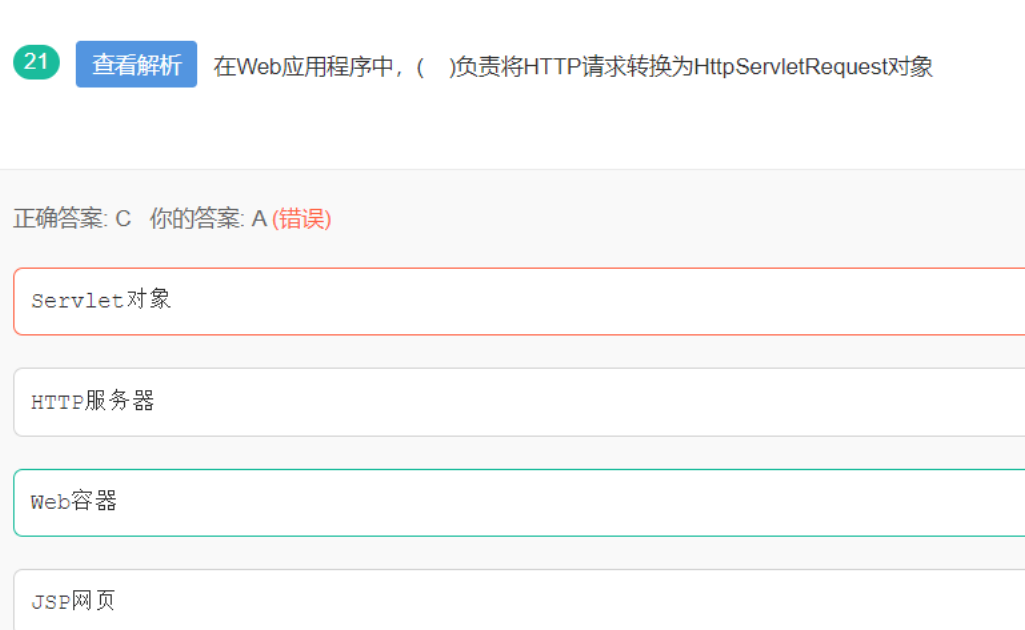 21 查看解析 在Web应用程序中，( )负责将HTTP请求转换为HttpServletRequest对象
正确答案: C 你的答案: A (错误)
Servlet对象
HTTP服务器
Web容器
JSP网页